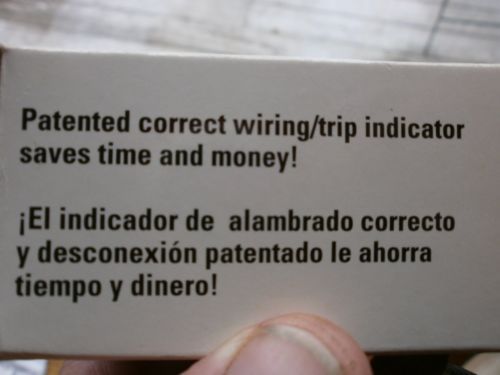 Patented correct wiring/trip indicator
saves time and money!
¡El indicador de alambrado correcto
y desconexión patentado le ahorra
tiempo y dinero!